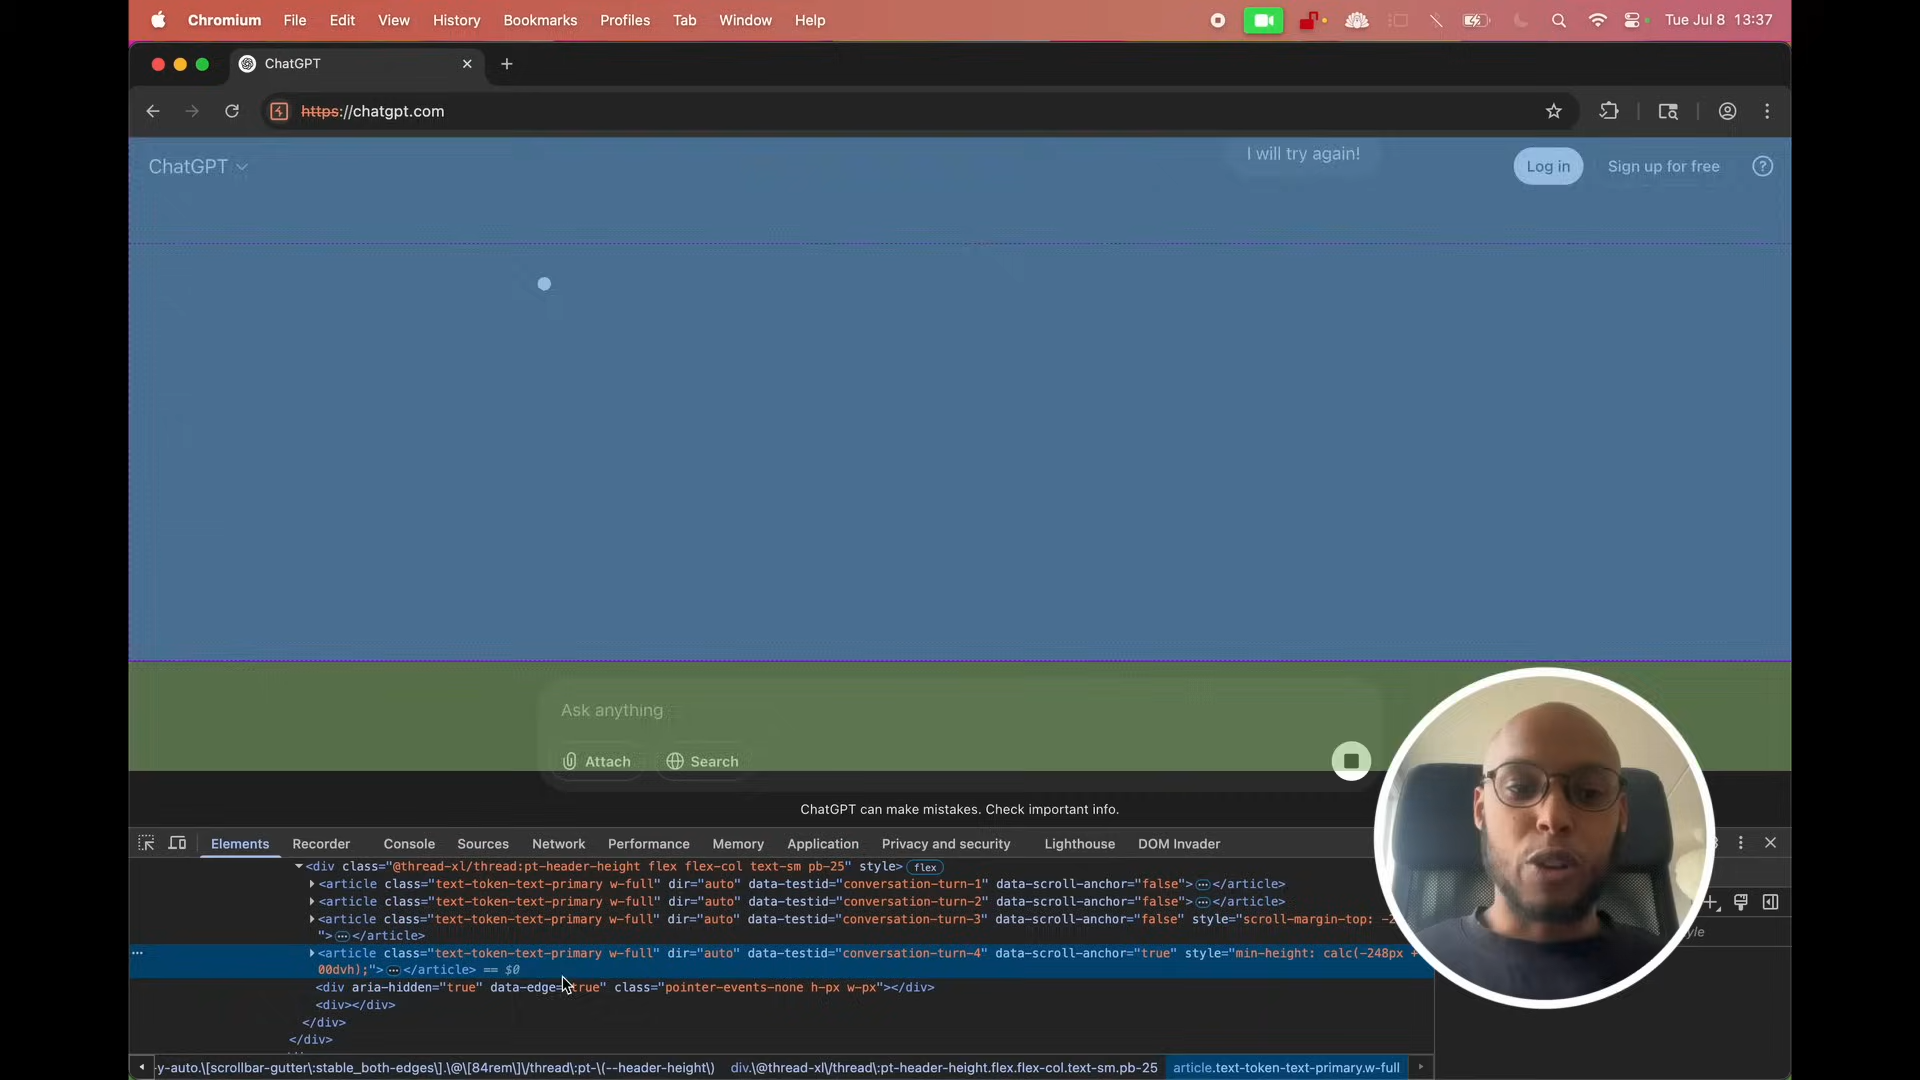 Chromium File Edit View History Bookmarks Profiles Tab Window Help Tue Jul 8 13:37
ChatGPT
https://chatgpt.com
ChatGPT
I will try again!
Log in
Sign up for free
Ask anything
Attach
Search
ChatGPT can make mistakes. Check important info.
Elements Recorder Console Sources Network Performance Memory Application Privacy and security Lighthouse DOM Invader
<div class="@thread-xl/thread:pt-header-height flex flex-col text-sm pb-25" style> flex
<article class="text-token-text-primary w-full" dir="auto" data-testid="conversation-turn-1" data-scroll-anchor="false">…</article>
<article class="text-token-text-primary w-full" dir="auto" data-testid="conversation-turn-2" data-scroll-anchor="false">…</article>
<article class="text-token-text-primary w-full" dir="auto" data-testid="conversation-turn-3" data-scroll-anchor="false" style="scroll-margin-top: -2
">…</article>
<article class="text-token-text-primary w-full" dir="auto" data-testid="conversation-turn-4" data-scroll-anchor="true" style="min-height: calc(-248px +
00dvh);">…</article> == $0
<div aria-hidden="true" data-edge="true" class="pointer-events-none h-px w-px"></div>
<div></div>
</div>
</div>
-y-auto.\[scrollbar-gutter\:stable_both-edges\].\@\[84rem\]\/thread\:pt-\(--header-height\) div.\@thread-xl\/thread\:pt-header-height.flex.flex-col.text-sm.pb-25 article.text-token-text-primary.w-full